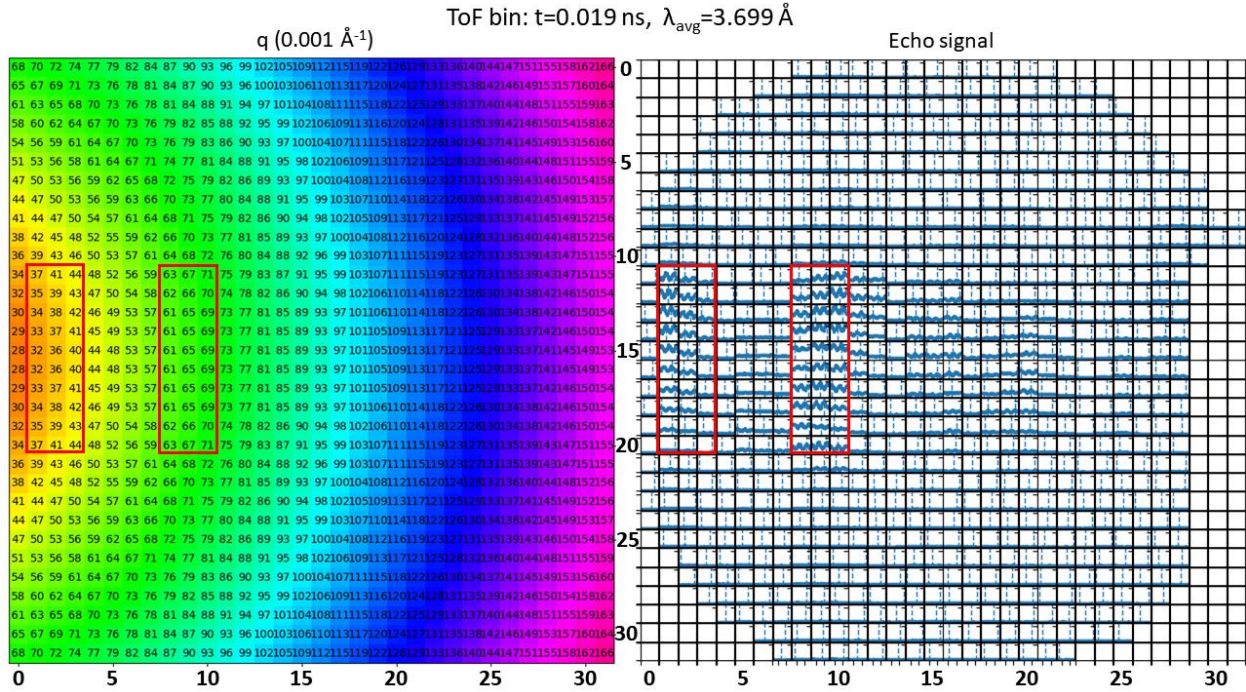 ToF bin: t=0.019 ns, λavg=3.699 Å
q (0.001 Å⁻¹)
Echo signal
68 70 72 74 77 79 82 84 87 90 93 96 99 102105109112115119122126129133136140144147151155158162166
65 67 69 71 73 76 78 81 84 87 90 93 96 100103106110113117120124127131135138142146149153157160164
61 63 65 68 70 73 76 78 81 84 88 91 94 97 101104108111115118
58 60 62 64 67 70 73 76 79 82 85 88 92 95
54 56 59 61 64 67 70 73 76 79 83 86 90 93 97 100104107111115118122126130134137141145149153156160
51 53 56 58 61 64 67 71 74 77 81 84 88 91 95 98 102106
47 50 53 56 59 62 65 68 72 75 79 82 86 89 93 97 100104108112
44 47 50 53 56 59 63 66 70 73 77 80 84 88 91 95 99 103107110114118122126130134138142145149153157
41 44 47 50 54 57 61 64 68 71 75 79 82 86 90 94 98
38 42 45 48 52 55 59 62 66 70 73 77 81 85 89 93 97 100104108112
36 39 43 46 50 53 57 61 64 68 72 76 80 84 88 92 96 99
34 37 41 44 48 52 56 59 63 67 71 75 79 83 87 91 95 99
32 35 39 43 47 50 54 58 62 66 70 74 78 82 86 90 94 98 102106110114118122126130134138142146150154
30 34 38 42 46 49 53 57 61 65 69 73 77 81 85 89 93 97 101106110114118122126130134138142146150154
29 33 37 41 45 49 53 57 61 65 69 73 77 81 85 89 93 97 101105109113117121
28 32 36 40 44 48 53 57 61 65 69 73 77 81 85 89 93 97 101105109113117121
28 32 36 40 44 48 53 57 61 65 69 73 77 81 85 89 93 97 101105109113117121
29 33 37 41 45 49 53 57 61 65 69 73 77 81 85 89 93 97 101105109113117121
30 34 38 42 46 49 53 57 61 65 69 73 77 81 85 89 93 97 101106110114118122126130134138142146150154
32 35 39 43 47 50 54 58 62 66 70 74 78 82 86 90 94 98 102106110114118122126130134138142146150154
34 37 41 44 48 52 56 59 63 67 71 75 79 83 87 91 95 99
36 39 43 46 50 53 57 61 64 68 72 76 80 84 88 92 96 99
38 42 45 48 52 55 59 62 66 70 73 77 81 85 89 93 97 100104108112
41 44 47 50 54 57 61 64 68 71 75 79 82 86 90 94 98
44 47 50 53 56 59 63 66 70 73 77 80 84 88 91 95 99 103107110114118122126130134138142145149153157
47 50 53 56 59 62 65 68 72 75 79 82 86 89 93 97 100104108112
51 53 56 58 61 64 67 71 74 77 81 84 88 91 95 98 102106
54 56 59 61 64 67 70 73 76 79 83 86 90 93 97 100104107111115118122126130134137141145149153156160
58 60 62 64 67 70 73 76 79 82 85 88 92 95
61 63 65 68 70 73 76 78 81 84 88 91 94 97 101104108111115118
65 67 69 71 73 76 78 81 84 87 90 93 96 100103106110113117120124127131135138142146149153157160164
68 70 72 74 77 79 82 84 87 90 93 96 99 102105109112115119122126129133136140144147151155158162166
0 5 10 15 20 25 30
0
5
10
15
20
25
30
0 5 10 15 20 25 30